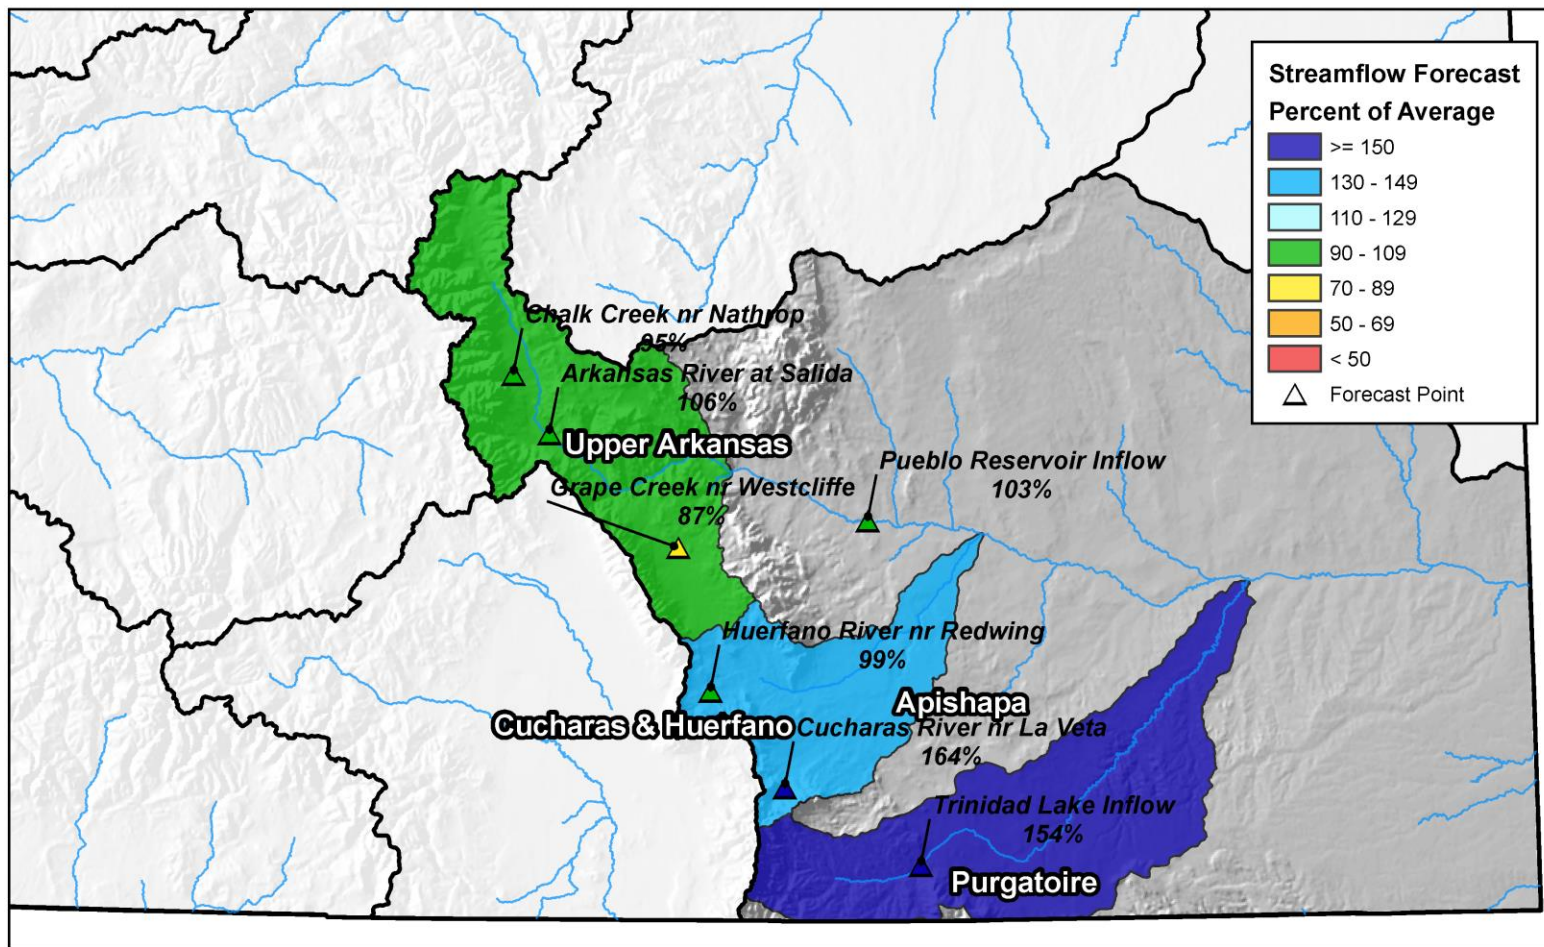 Streamflow Forecast
Percent of Average
>= 150
130 - 149
110 - 129
90 - 109
70 - 89
50 - 69
< 50
Forecast Point
Chalk Creek nr Nathrop
95%
Arkansas River at Salida
106%
Upper Arkansas
Pueblo Reservoir Inflow
103%
Grape Creek nr Westcliffe
87%
Huerfano River nr Redwing
99%
Apishapa
Cucharas & Huerfano
Cucharas River nr La Veta
164%
Trinidad Lake Inflow
154%
Purgatoire